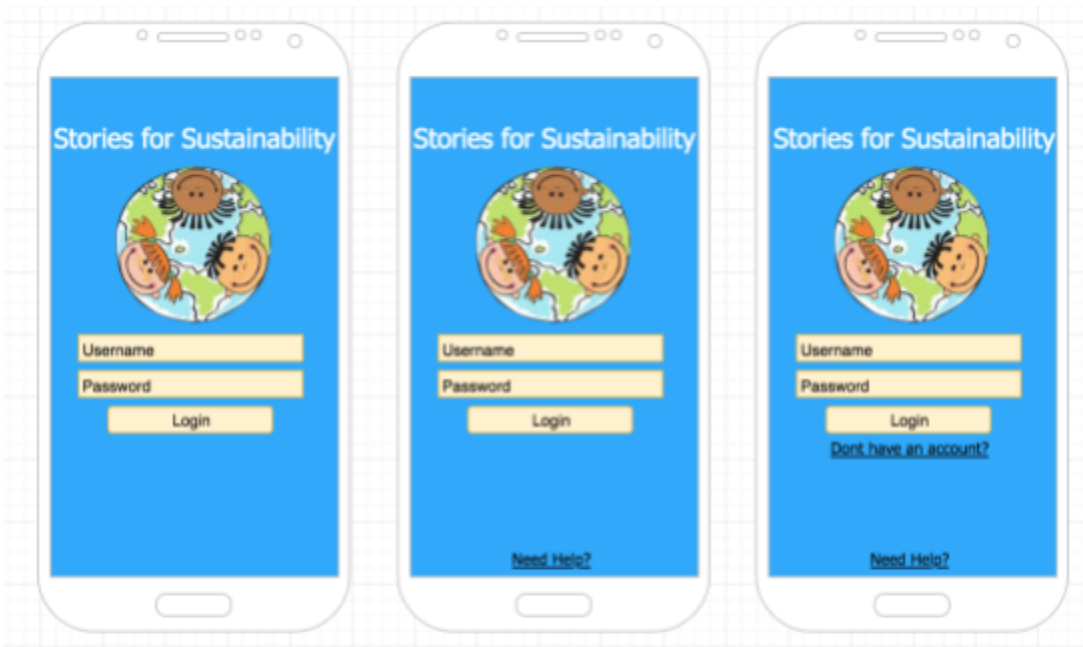 Stories for Sustainability
Username
Password
Login
Stories for Sustainability
Username
Password
Login
Need Help?
Stories for Sustainability
Username
Password
Login
Dont have an account?
Need Help?